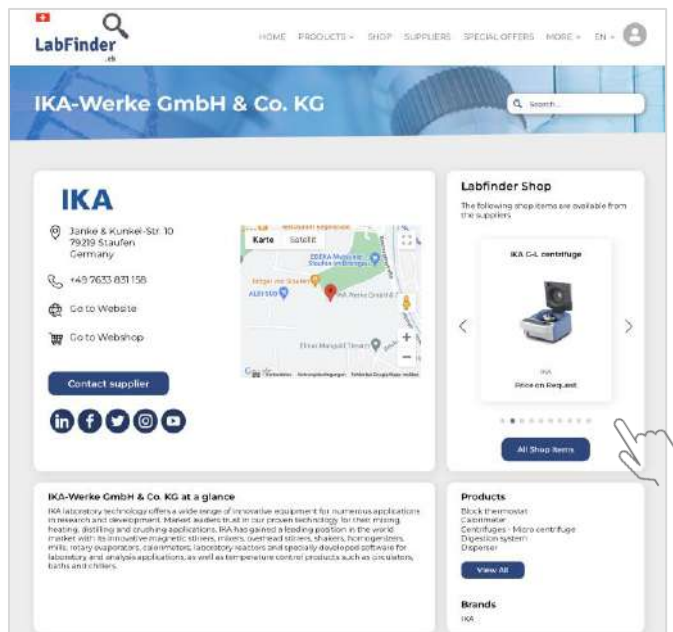 LabFinder
.ch
HOME PRODUCTS SHOP SUPPLIERS SPECIAL OFFERS MORE EN
IKA-Werke GmbH & Co. KG
Search...
IKA
Janke & Kunkel-Str. 10
79219 Staufen
Germany
+49 7633 831 158
Go to Website
Go to Webshop
Contact supplier
Karte Satellit
EDEKA
ALDI SÜD
IKA-Werke GmbH &
Google
Labfinder Shop
The following shop items are available from
the suppliers
IKA G-L centrifuge
IKA
Price on Request
All Shop Items
IKA-Werke GmbH & Co. KG at a glance
IKA laboratory technology offers a wide range of innovative equipment for numerous applications
in research and development. Market leaders trust in our proven technology for their mixing,
heating, distilling and crushing applications. IKA has gained a leading position in the world
market with its innovative magnetic stirrers, mixers, overhead stirrers, shakers, homogenizers,
mills, rotary evaporators, calorimeters, laboratory reactors and specially developed software for
laboratory and analysis applications, as well as temperature control products such as circulators,
baths and chillers.
Products
Block thermostat
Calorimeter
Centrifuges - Micro centrifuge
Digestion system
Disperser
View All
Brands
IKA